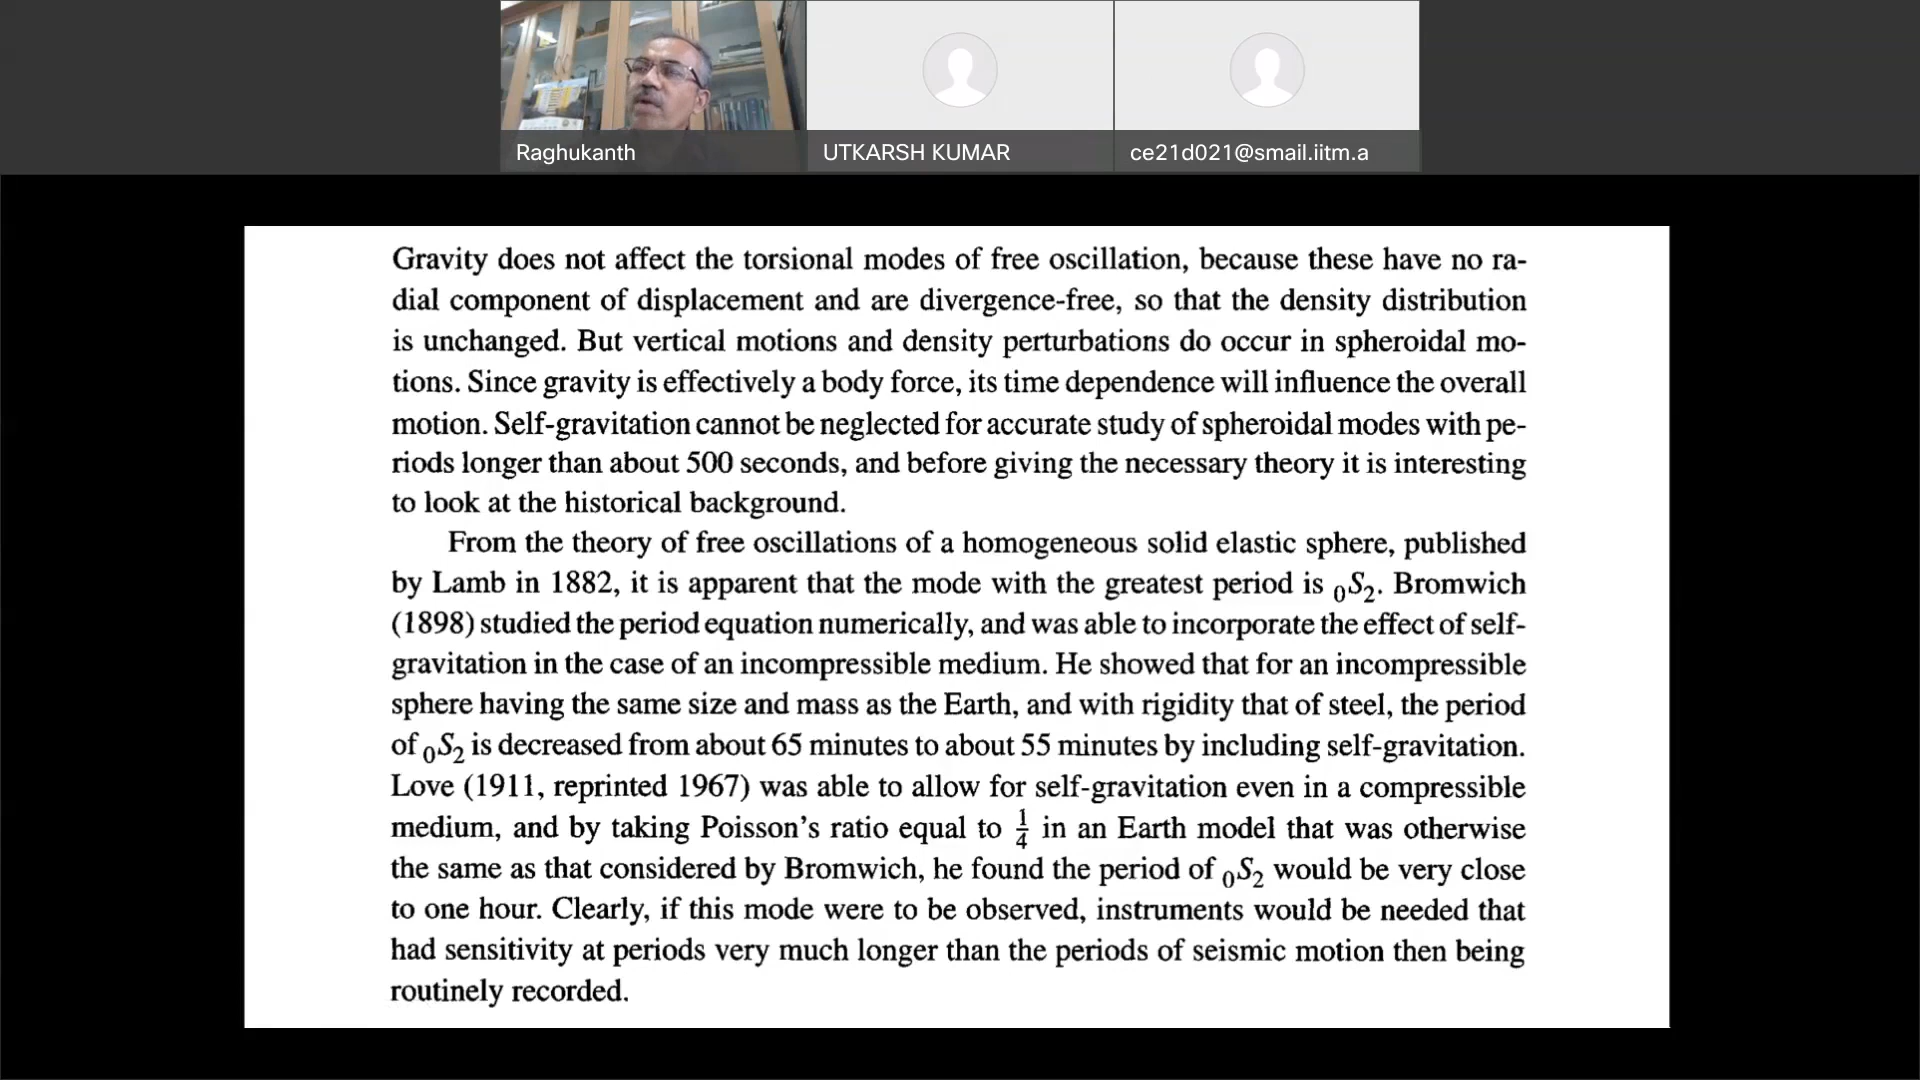 Raghukanth
UTKARSH KUMAR
ce21d021@smail.iitm.a
Gravity does not affect the torsional modes of free oscillation, because these have no ra-
dial component of displacement and are divergence-free, so that the density distribution
is unchanged. But vertical motions and density perturbations do occur in spheroidal mo-
tions. Since gravity is effectively a body force, its time dependence will influence the overall
motion. Self-gravitation cannot be neglected for accurate study of spheroidal modes with pe-
riods longer than about 500 seconds, and before giving the necessary theory it is interesting
to look at the historical background.
From the theory of free oscillations of a homogeneous solid elastic sphere, published
by Lamb in 1882, it is apparent that the mode with the greatest period is ₀S₂. Bromwich
(1898) studied the period equation numerically, and was able to incorporate the effect of self-
gravitation in the case of an incompressible medium. He showed that for an incompressible
sphere having the same size and mass as the Earth, and with rigidity that of steel, the period
of ₀S₂ is decreased from about 65 minutes to about 55 minutes by including self-gravitation.
Love (1911, reprinted 1967) was able to allow for self-gravitation even in a compressible
medium, and by taking Poisson's ratio equal to ¼ in an Earth model that was otherwise
the same as that considered by Bromwich, he found the period of ₀S₂ would be very close
to one hour. Clearly, if this mode were to be observed, instruments would be needed that
had sensitivity at periods very much longer than the periods of seismic motion then being
routinely recorded.